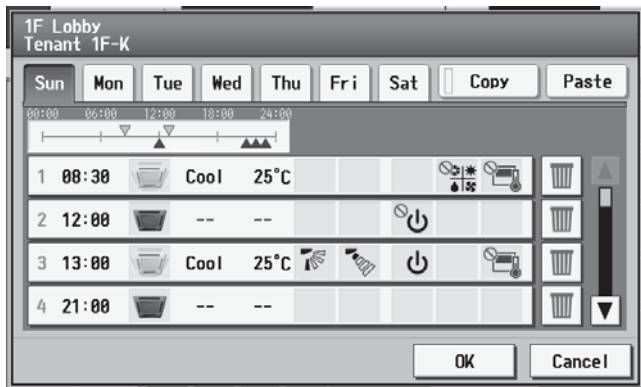 1F Lobby
Tenant 1F-K
Sun Mon Tue Wed Thu Fri Sat Copy Paste
00:00 06:00 12:00 18:00 24:00
1 08:30 Cool 25°C
2 12:00 -- --
3 13:00 Cool 25°C
4 21:00 -- --
OK Cancel